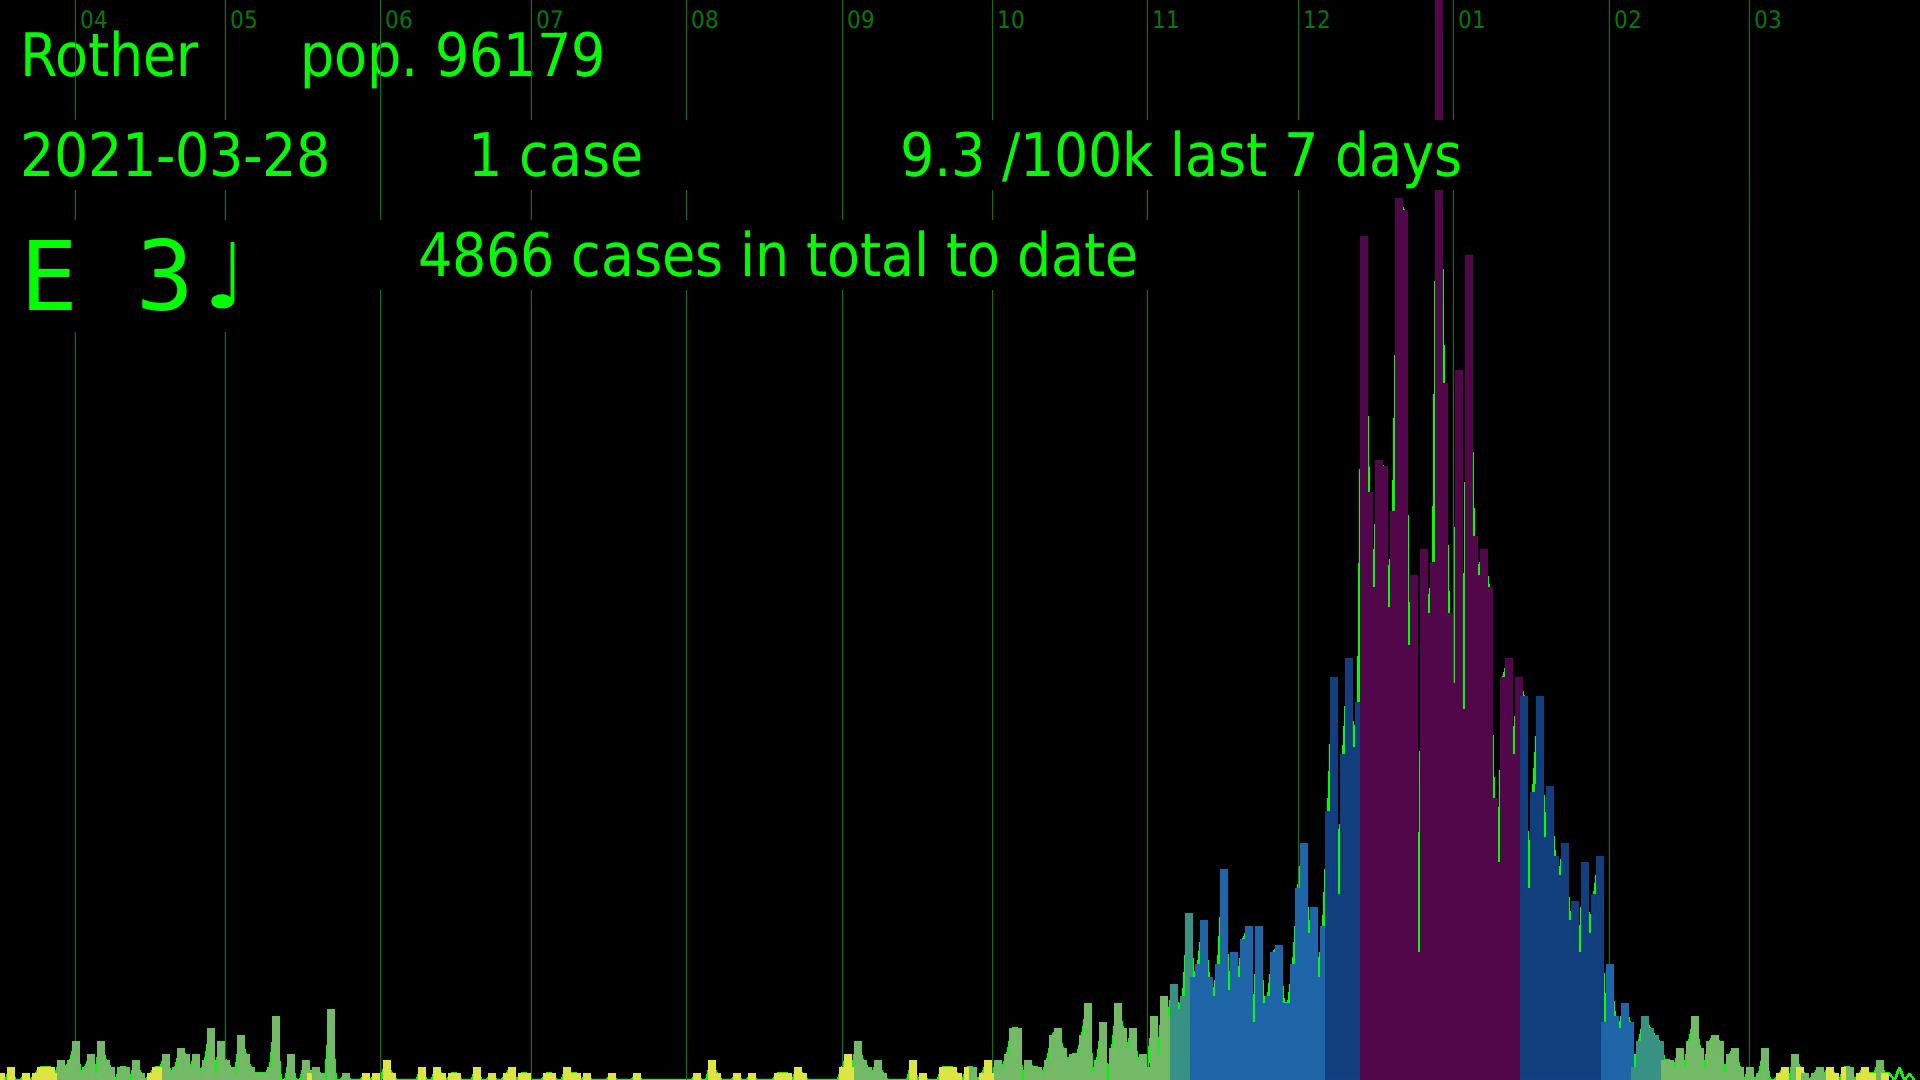 04 05 06 07 08 09 10 11 12 01 02 03
Rother pop. 96179
2021-03-28 1 case 9.3 /100k last 7 days
E 3♩ 4866 cases in total to date